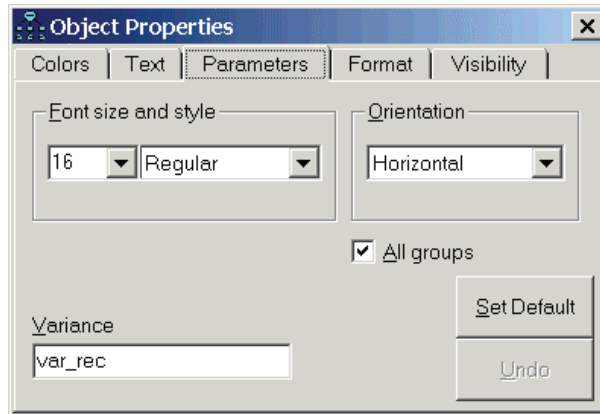 Object Properties
Colors Text Parameters Format Visibility
Font size and style
Orientation
16 Regular
Horizontal
All groups
Set Default
Variance
var_rec
Undo